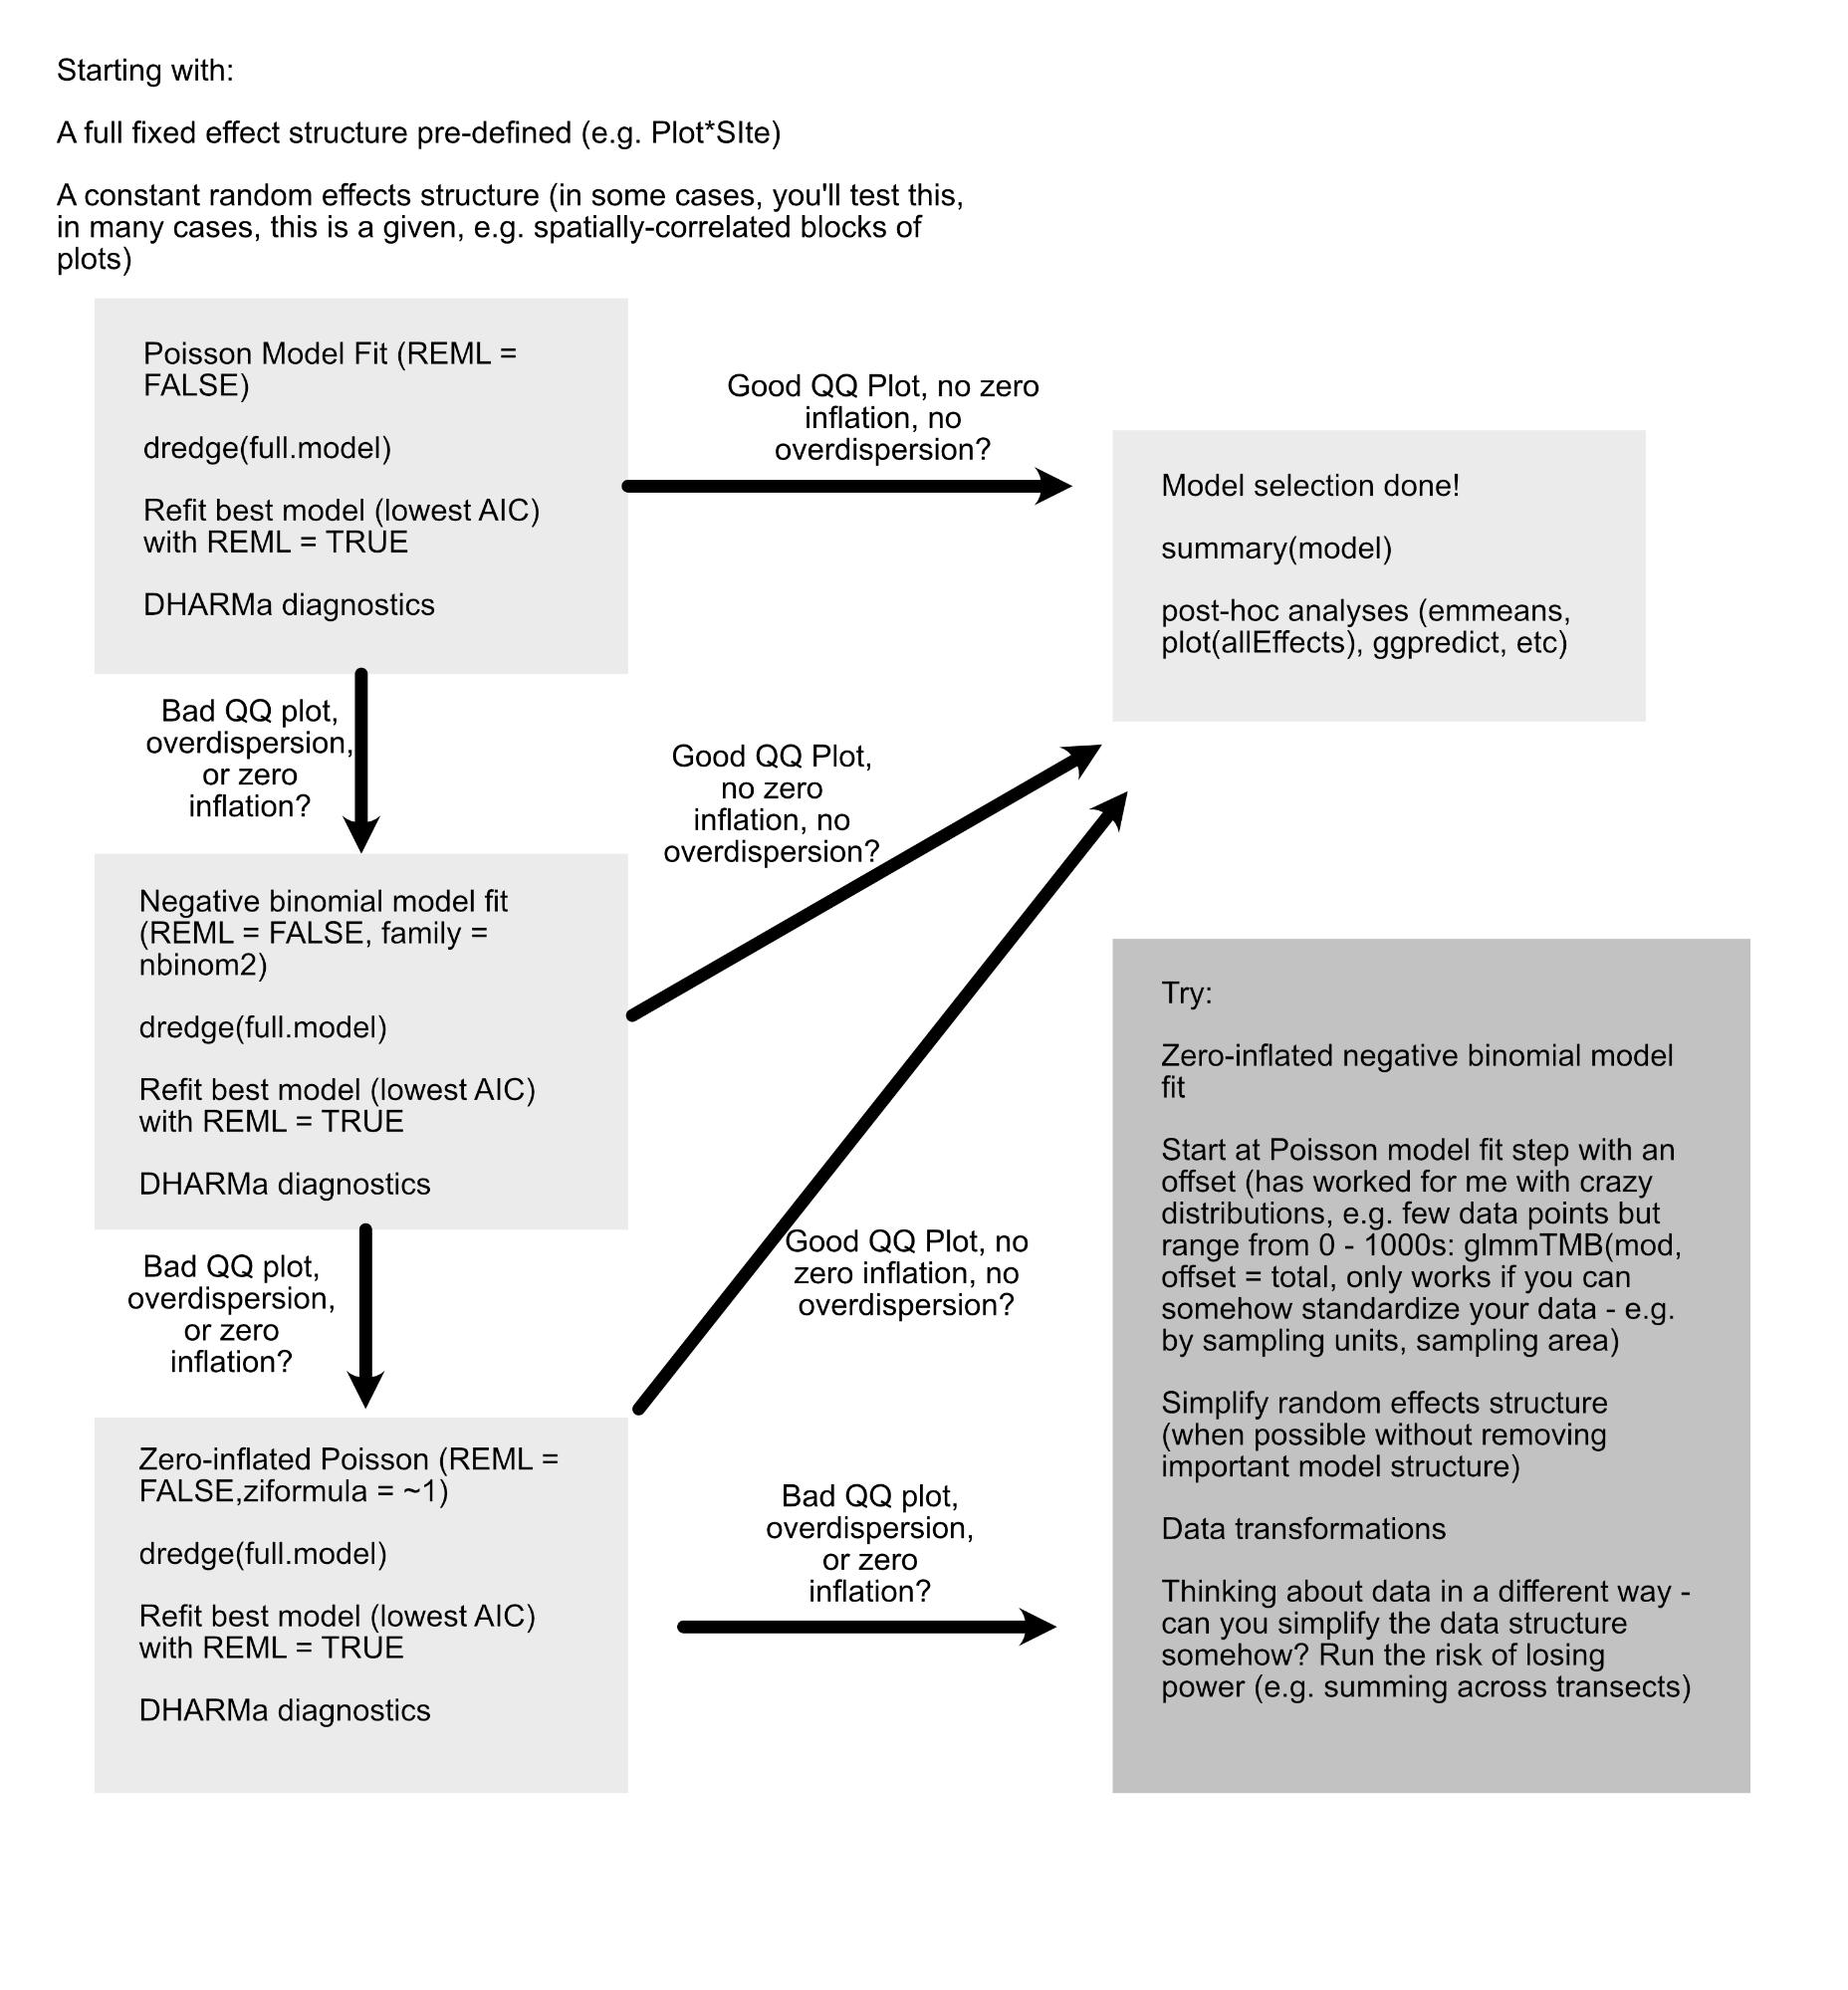 Starting with:
A full fixed effect structure pre-defined (e.g. Plot*SIte)
A constant random effects structure (in some cases, you'll test this,
in many cases, this is a given, e.g. spatially-correlated blocks of
plots)
Poisson Model Fit (REML =
FALSE)
dredge(full.model)
Refit best model (lowest AIC)
with REML = TRUE
DHARMa diagnostics
Good QQ Plot, no zero
inflation, no
overdispersion?
Model selection done!
summary(model)
post-hoc analyses (emmeans,
plot(allEffects), ggpredict, etc)
Bad QQ plot,
overdispersion,
or zero
inflation?
Good QQ Plot,
no zero
inflation, no
overdispersion?
Negative binomial model fit
(REML = FALSE, family =
nbinom2)
dredge(full.model)
Refit best model (lowest AIC)
with REML = TRUE
DHARMa diagnostics
Bad QQ plot,
overdispersion,
or zero
inflation?
Good QQ Plot, no
zero inflation, no
overdispersion?
Zero-inflated Poisson (REML =
FALSE,ziformula = ~1)
dredge(full.model)
Refit best model (lowest AIC)
with REML = TRUE
DHARMa diagnostics
Bad QQ plot,
overdispersion,
or zero
inflation?
Try:
Zero-inflated negative binomial model
fit
Start at Poisson model fit step with an
offset (has worked for me with crazy
distributions, e.g. few data points but
range from 0 - 1000s: glmmTMB(mod,
offset = total, only works if you can
somehow standardize your data - e.g.
by sampling units, sampling area)
Simplify random effects structure
(when possible without removing
important model structure)
Data transformations
Thinking about data in a different way -
can you simplify the data structure
somehow? Run the risk of losing
power (e.g. summing across transects)